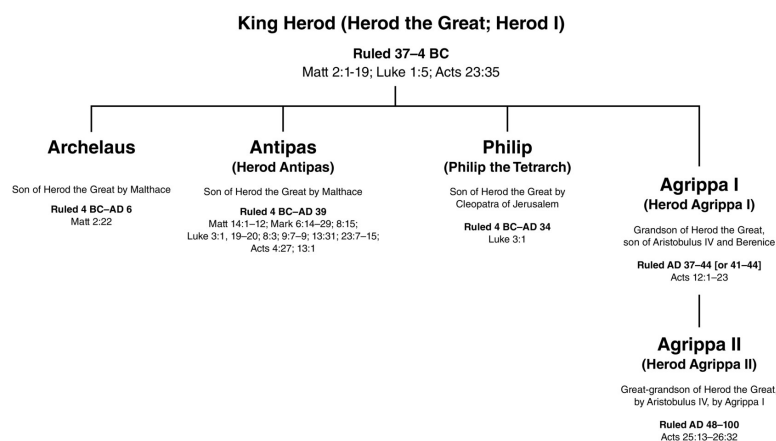 King Herod (Herod the Great; Herod I)
Ruled 37–4 BC
Matt 2:1-19; Luke 1:5; Acts 23:35
Archelaus
Son of Herod the Great by Malthace
Ruled 4 BC–AD 6
Matt 2:22
Antipas
(Herod Antipas)
Son of Herod the Great by Malthace
Ruled 4 BC–AD 39
Matt 14:1–12; Mark 6:14–29; 8:15;
Luke 3:1, 19–20; 8:3; 9:7–9; 13:31; 23:7–15;
Acts 4:27; 13:1
Philip
(Philip the Tetrarch)
Son of Herod the Great by
Cleopatra of Jerusalem
Ruled 4 BC–AD 34
Luke 3:1
Agrippa I
(Herod Agrippa I)
Grandson of Herod the Great,
son of Aristobulus IV and Berenice
Ruled AD 37–44 [or 41–44]
Acts 12:1–23
Agrippa II
(Herod Agrippa II)
Great-grandson of Herod the Great
by Aristobulus IV, by Agrippa I
Ruled AD 48–100
Acts 25:13–26:32